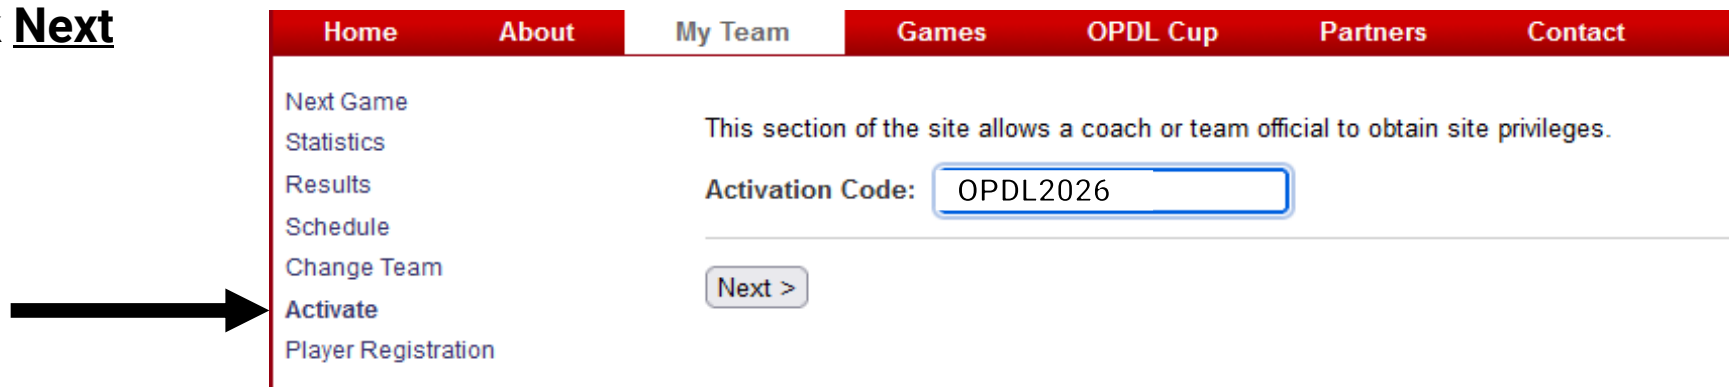 Next
Home About My Team Games OPDL Cup Partners Contact
Next Game
Statistics
Results
Schedule
Change Team
Activate
Player Registration
This section of the site allows a coach or team official to obtain site privileges.
Activation Code: OPDL2026
Next >